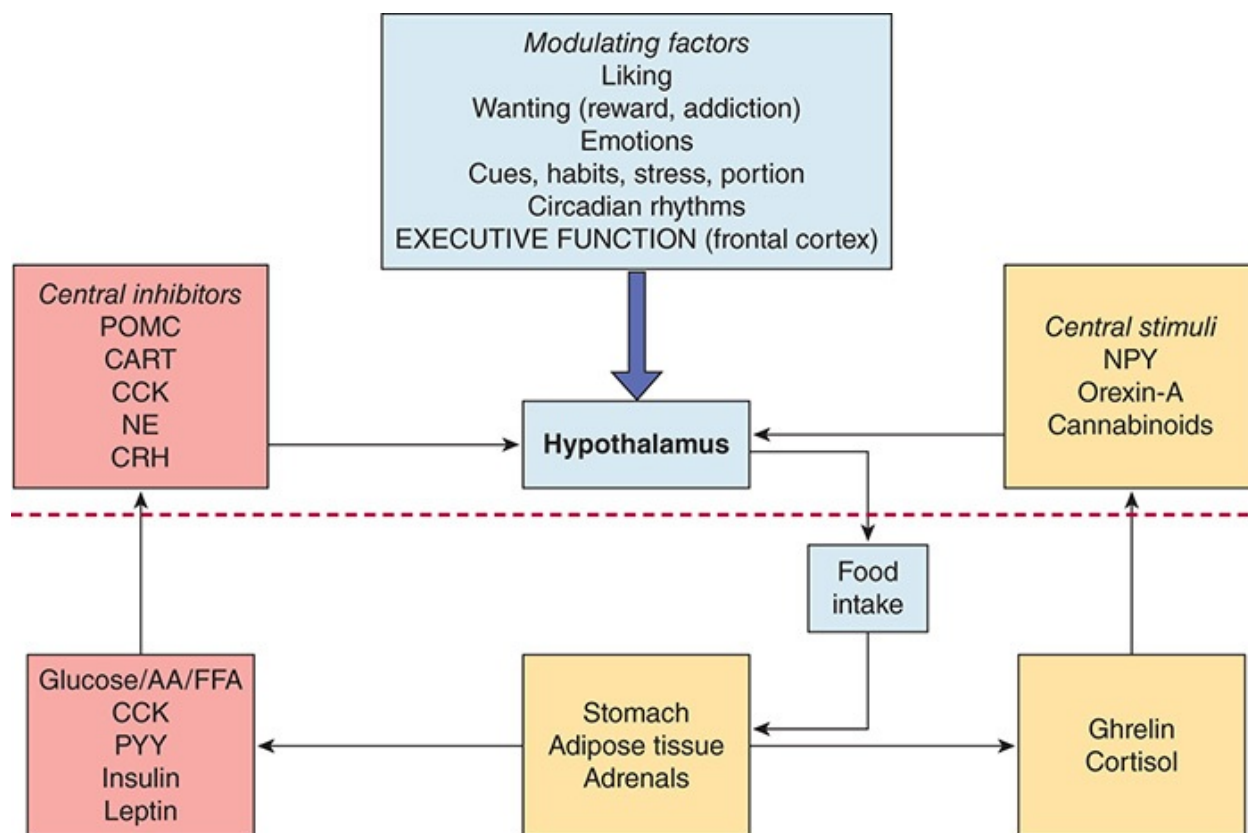 Modulating factors
Liking
Wanting (reward, addiction)
Emotions
Cues, habits, stress, portion
Circadian rhythms
EXECUTIVE FUNCTION (frontal cortex)
Central inhibitors
POMC
CART
CCK
NE
CRH
Hypothalamus
Central stimuli
NPY
Orexin-A
Cannabinoids
Food
intake
Glucose/AA/FFA
CCK
PYY
Insulin
Leptin
Stomach
Adipose tissue
Adrenals
Ghrelin
Cortisol